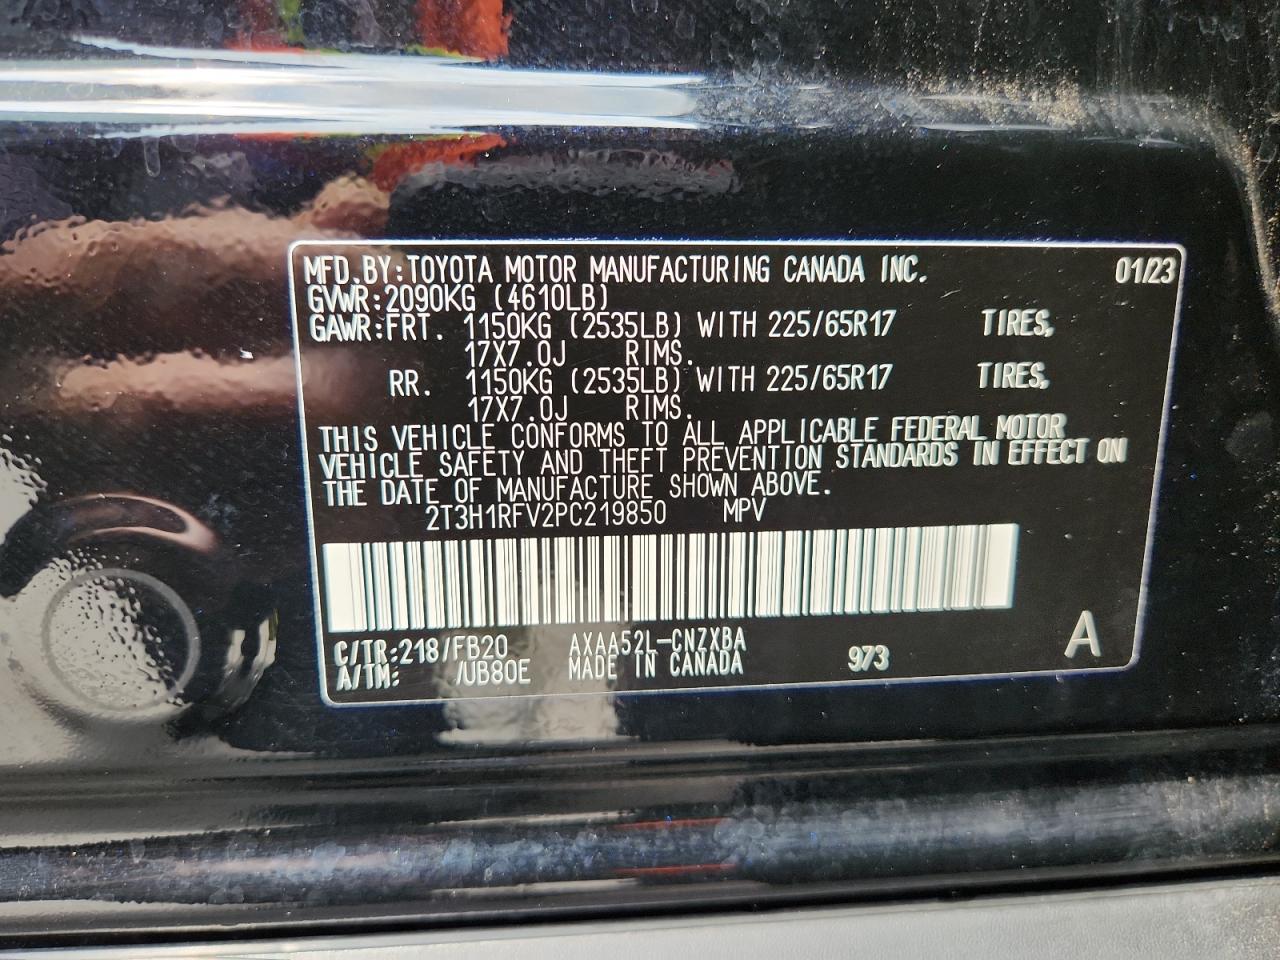 MFD.BY:TOYOTA MOTOR MANUFACTURING CANADA INC. 01/23
GVWR:2090KG (4610LB)
GAWR:FRT. 1150KG (2535LB) WITH 225/65R17 TIRES,
17X7.0J RIMS.
RR. 1150KG (2535LB) WITH 225/65R17 TIRES,
17X7.0J RIMS.
THIS VEHICLE CONFORMS TO ALL APPLICABLE FEDERAL MOTOR
VEHICLE SAFETY AND THEFT PREVENTION STANDARDS IN EFFECT ON
THE DATE OF MANUFACTURE SHOWN ABOVE.
2T3H1RFV2PC219850 MPV
C/TR:218/FB20 AXAA52L-CNZXBA
A/TM: /UB80E MADE IN CANADA 973 A